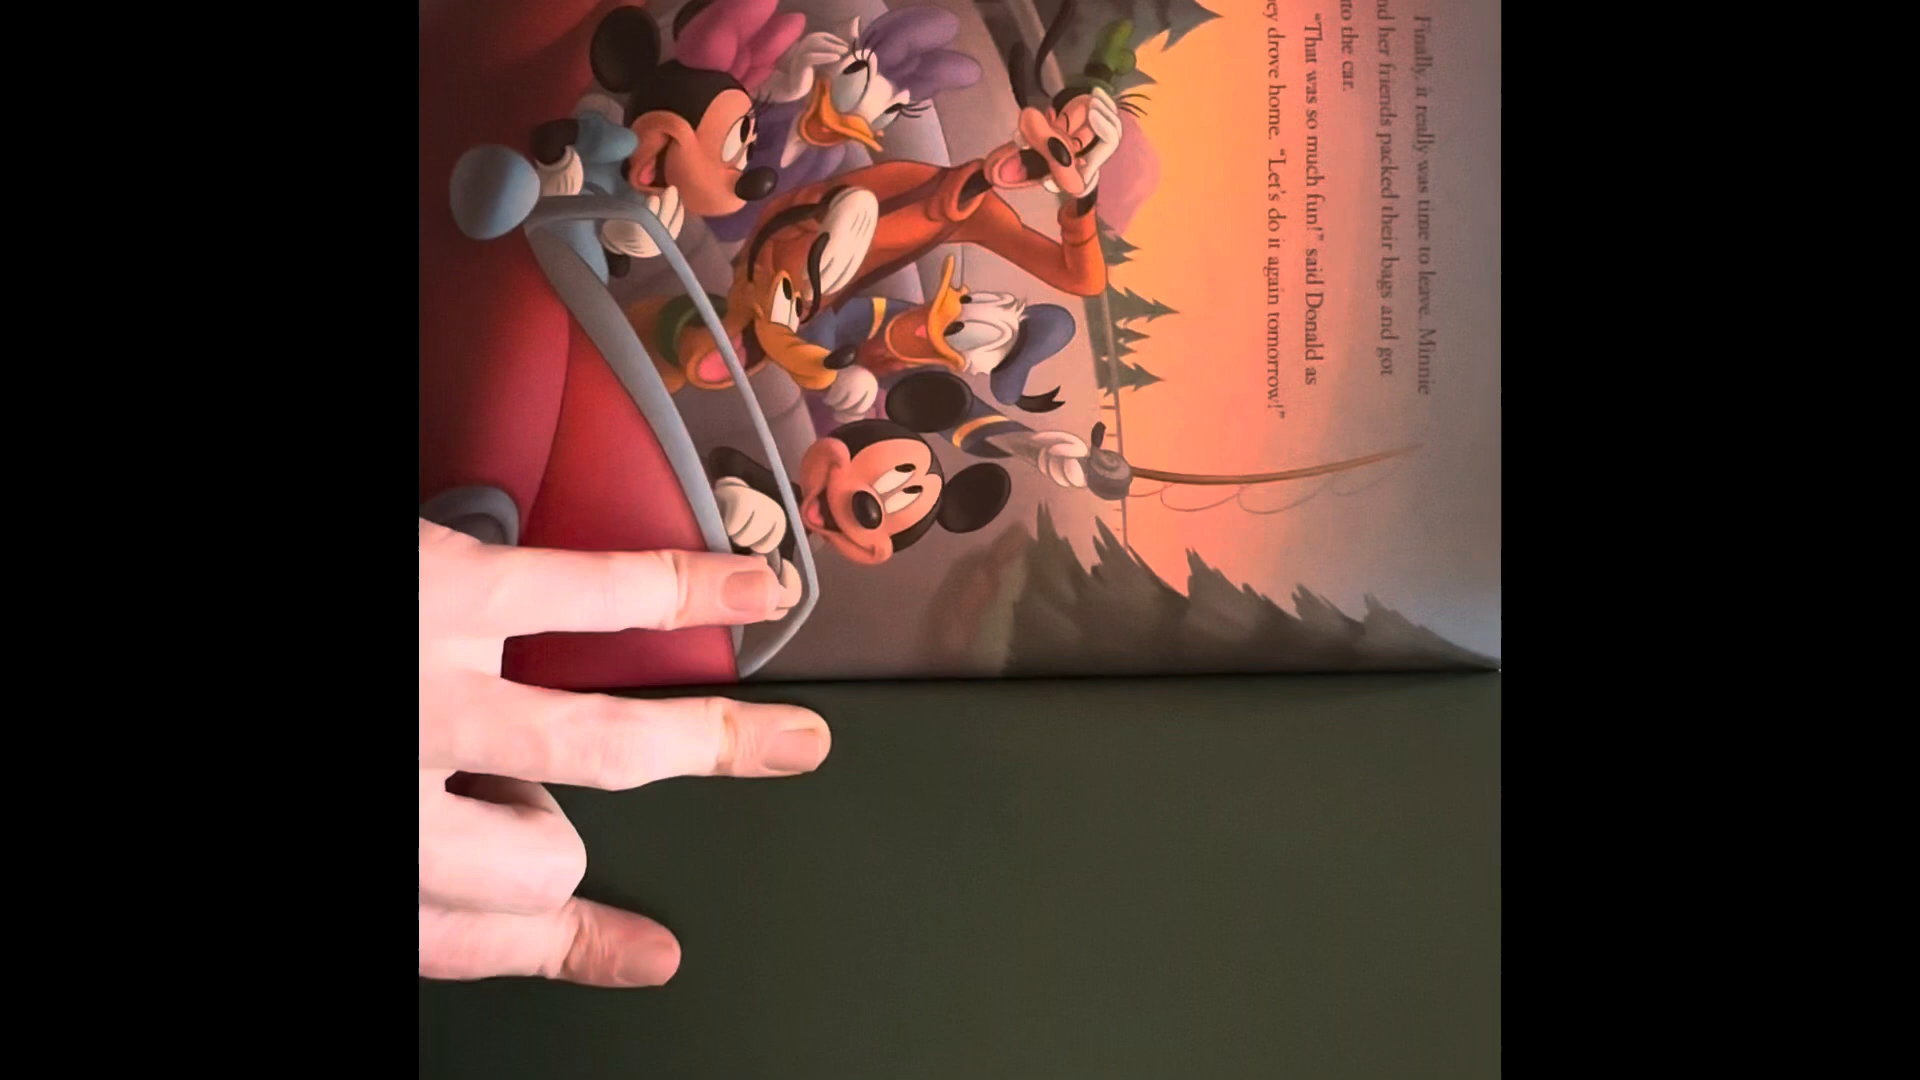 Finally, it really was time to leave. Minnie
nd her friends packed their bags and got
to the car.
"That was so much fun!" said Donald as
ey drove home. "Let's do it again tomorrow!"